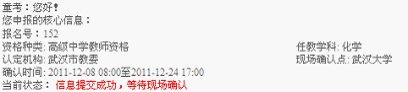 童考：您好！
您申报的核心信息：
报名号：152
资格种类: 高级中学教师资格 任教学科: 化学
认定机构: 武汉市教委 现场确认点: 武汉大学
确认时间: 2011-12-08 08:00至2011-12-24 17:00
当前状态： 信息提交成功，等待现场确认